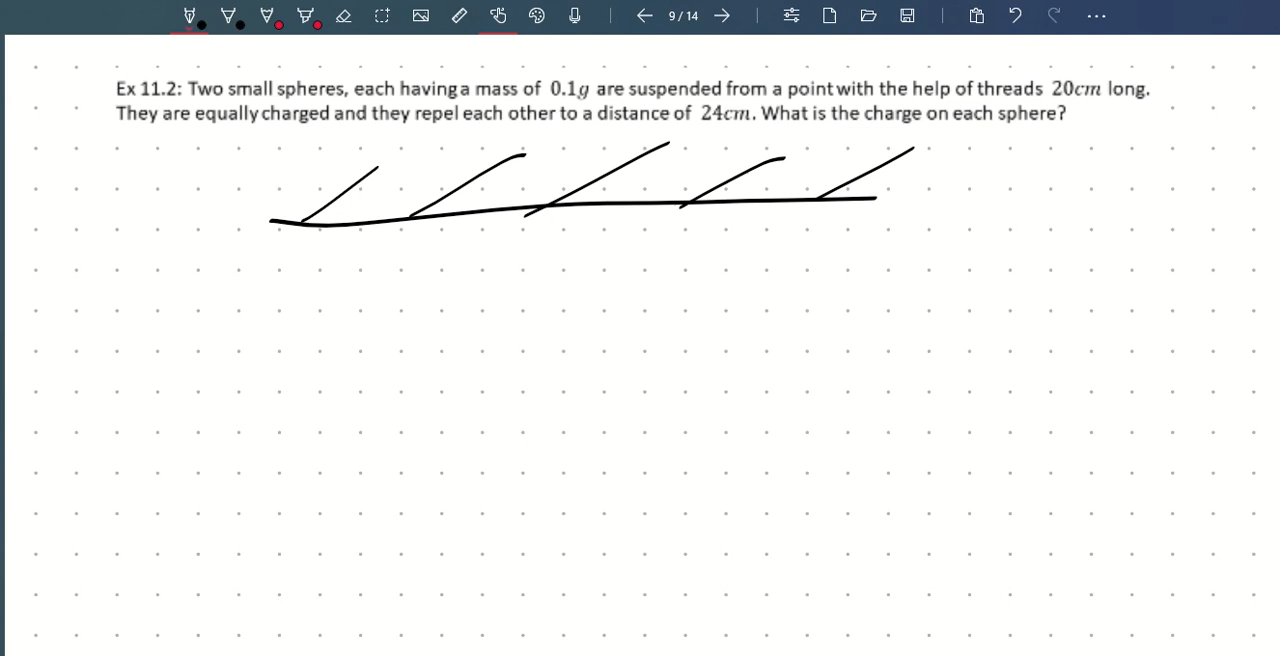 9 / 14
Ex 11.2: Two small spheres, each having a mass of 0.1g are suspended from a point with the help of threads 20cm long.
They are equally charged and they repel each other to a distance of 24cm. What is the charge on each sphere?